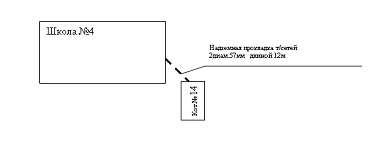 Школа №4
Надземная прокладка т/сетей
2диам.57мм длиной 12м
Кот№14